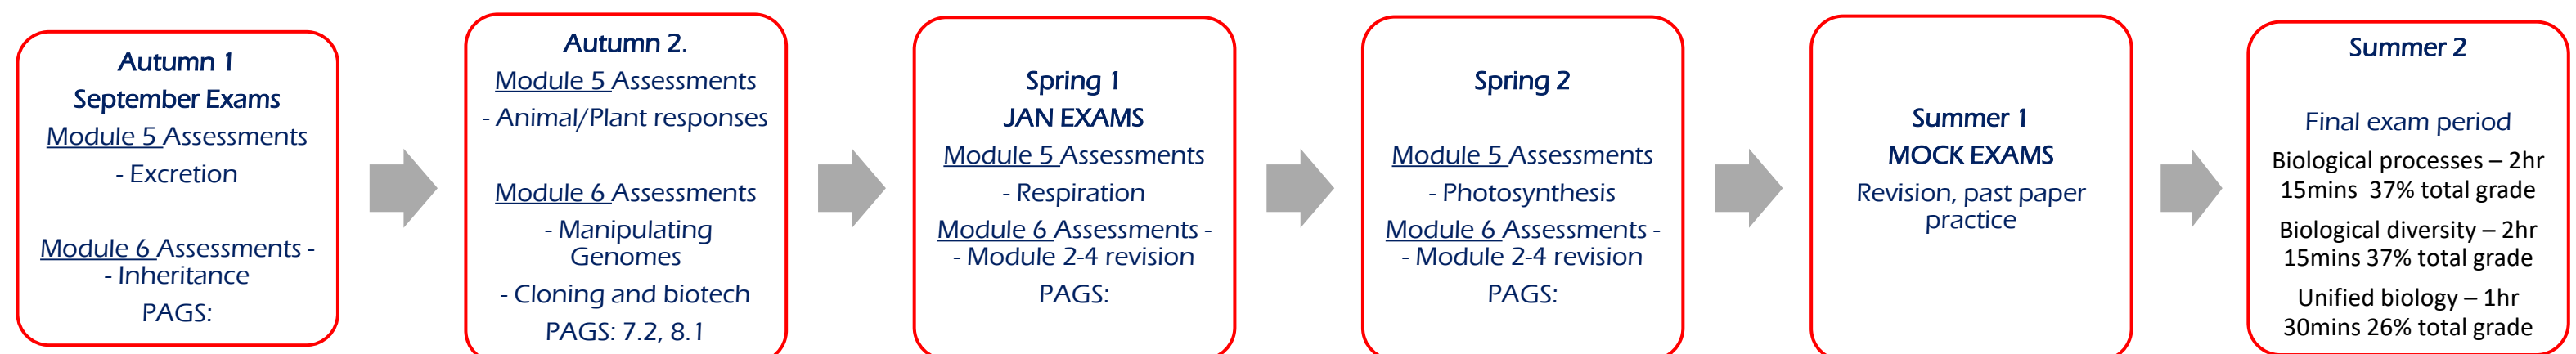 Autumn 1
September Exams
Module 5 Assessments
- Excretion
Module 6 Assessments -
- Inheritance
PAGS:
Autumn 2.
Module 5 Assessments
- Animal/Plant responses
Module 6 Assessments
- Manipulating
Genomes
- Cloning and biotech
PAGS: 7.2, 8.1
Spring 1
JAN EXAMS
Module 5 Assessments
- Respiration
Module 6 Assessments -
- Module 2-4 revision
PAGS:
Spring 2
Module 5 Assessments
- Photosynthesis
Module 6 Assessments -
- Module 2-4 revision
PAGS:
Summer 1
MOCK EXAMS
Revision, past paper
practice
Summer 2
Final exam period
Biological processes – 2hr
15mins 37% total grade
Biological diversity – 2hr
15mins 37% total grade
Unified biology – 1hr
30mins 26% total grade